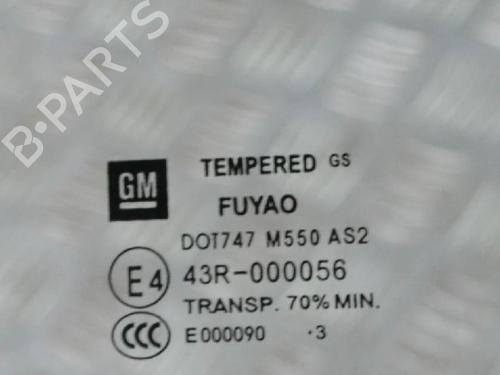 B-PARTS
GM TEMPERED GS
FUYAO
DOT747 M550 AS2
E4 43R-000056
TRANSP. 70% MIN.
CCC E000090 ·3